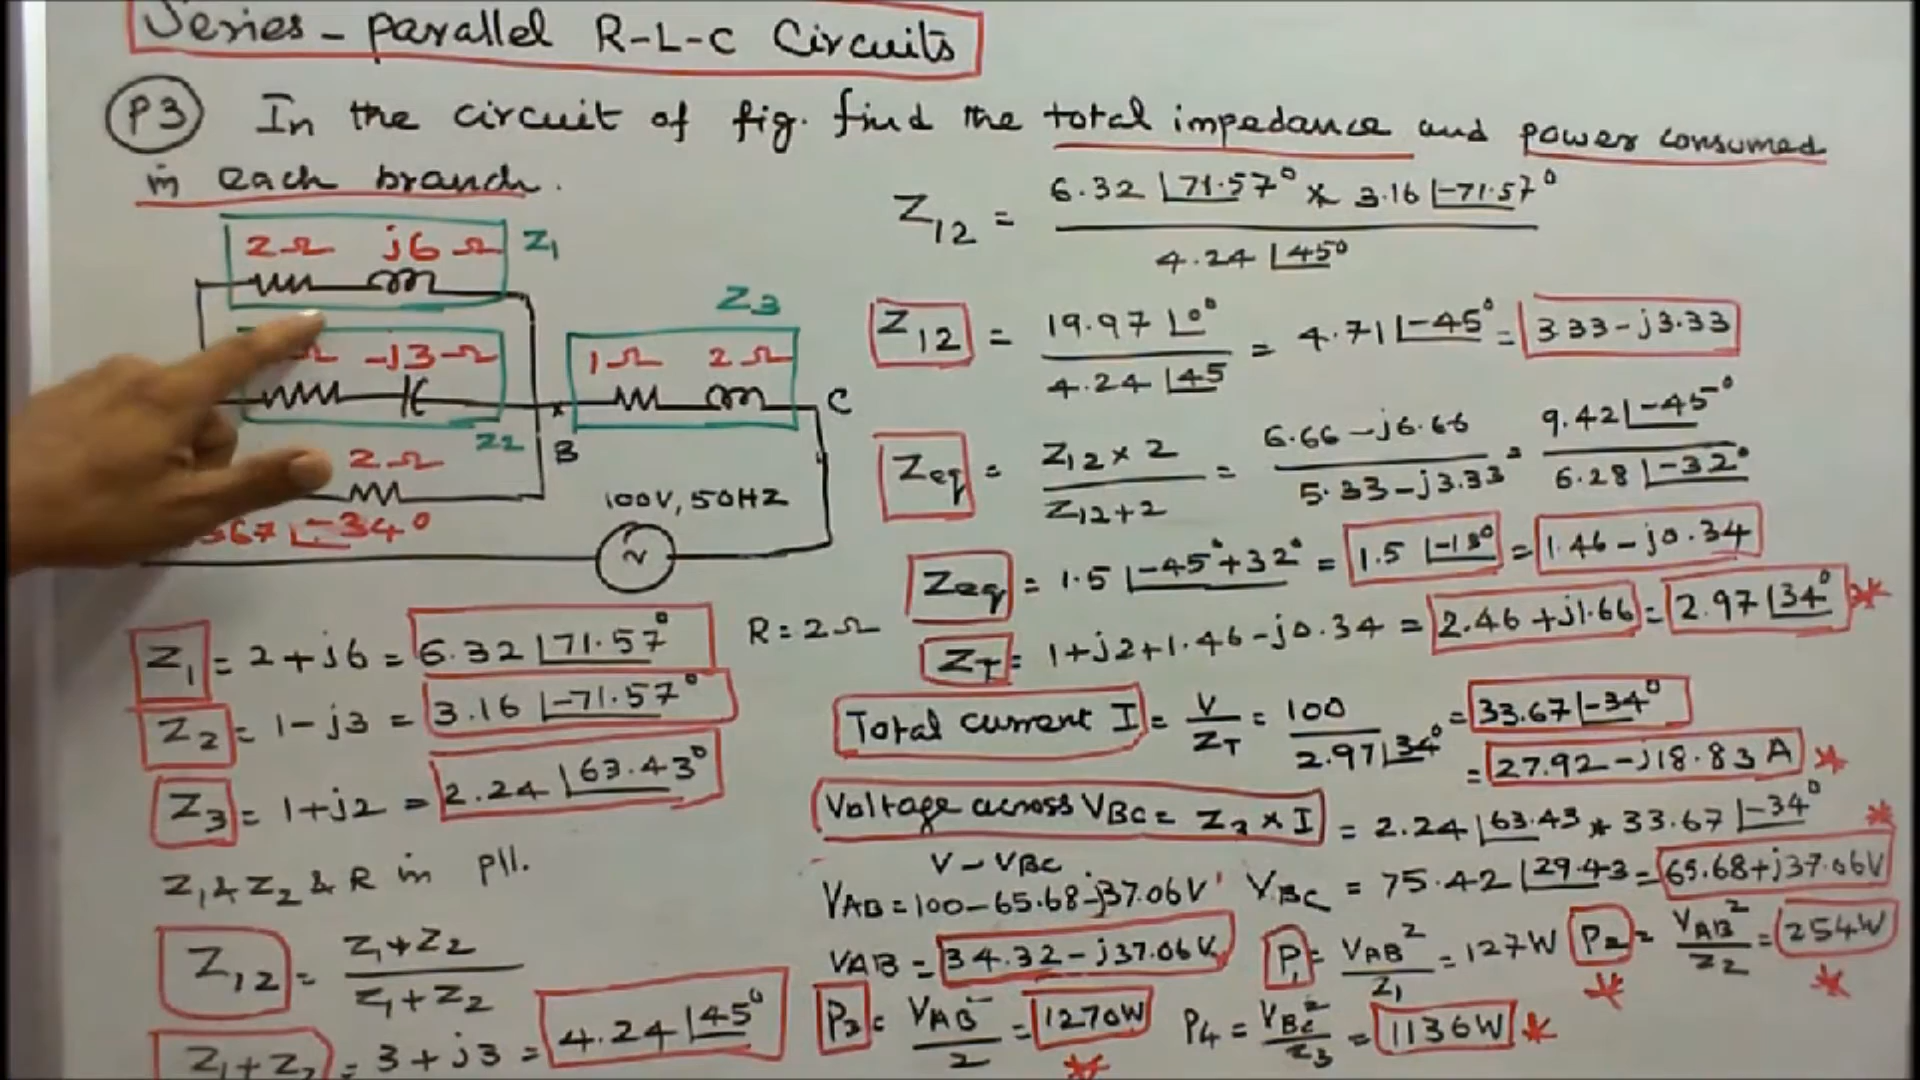 Series - parallel R-L-C Circuits
P3 In the circuit of fig. find the total impedance and power consumed
in each branch.
2Ω j6Ω Z1
Ω -j3Ω
Z2
2Ω
Z3
1Ω 2Ω
B
C
100V, 50HZ
367∠-34°
Z1 = 2+j6 = 6.32∠71.57° R=2Ω
Z2 = 1-j3 = 3.16∠-71.57°
Z3 = 1+j2 = 2.24∠63.43°
Z1 & Z2 & R in pll.
Z12 = Z1+Z2 / Z1+Z2
Z1+Z2 = 3+j3 = 4.24∠45°
Z12 = 6.32∠71.57° * 3.16∠-71.57° / 4.24∠45°
Z12 = 19.97∠0° / 4.24∠45 = 4.71∠-45° = 3.33-j3.33
Zeq = Z12×2 / Z12+2 = 6.66-j6.66 / 5.33-j3.33 = 9.42∠-45° / 6.28∠-32°
Zeq = 1.5∠-45°+32° = 1.5∠-13° = 1.46-j0.34
ZT = 1+j2+1.46-j0.34 = 2.46+j1.66 = 2.97∠34° *
Total current I = V/ZT = 100 / 2.97∠34° = 33.67∠-34°
= 27.92-j18.83 A *
Voltage across VBC = Z3 × I = 2.24∠63.43 * 33.67∠-34° *
V-VBC
VAB = 100-65.68-j37.06V VBC = 75.42∠29.43 = 65.68+j37.06V
VAB = 34.32-j37.06V P1 = VAB²/Z1 = 127W P2 = VAB²/Z2 = 254W
P3 = VAB²/2 = 1270W P4 = VBC²/Z3 = 1136W *